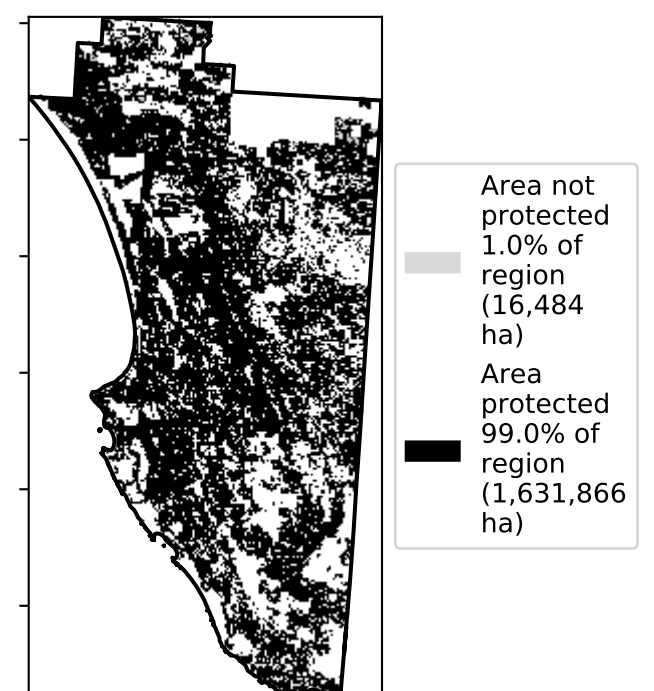 Area not
protected
1.0% of
region
(16,484
ha)
Area
protected
99.0% of
region
(1,631,866
ha)